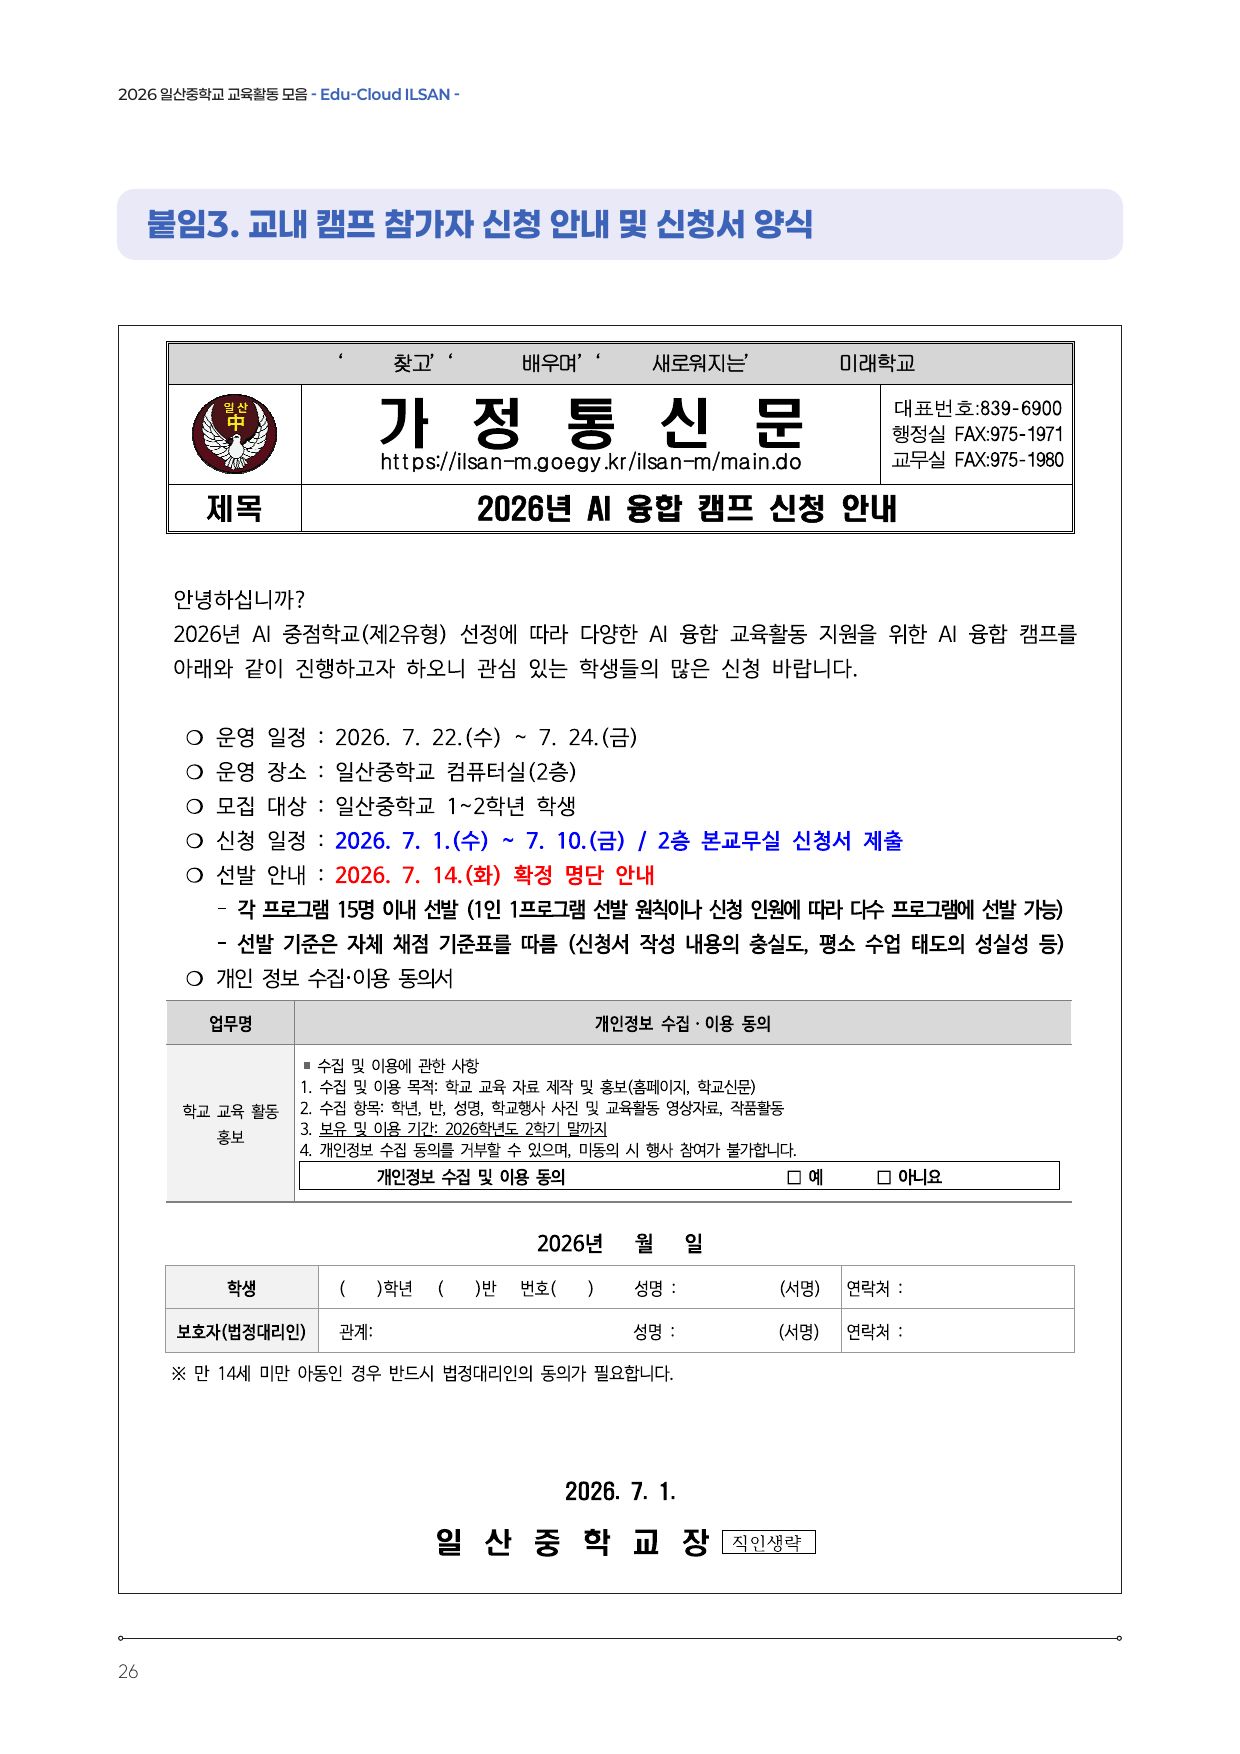 2026 일산중학교 교육활동 모음 - Edu-Cloud ILSAN -
붙임3. 교내 캠프 참가자 신청 안내 및 신청서 양식
‘ 찾고’ ‘ 배우며’ ‘ 새로워지는’ 미래학교
일산
中
가 정 통 신 문
https://ilsan-m.goegy.kr/ilsan-m/main.do
대표번호:839-6900
행정실 FAX:975-1971
교무실 FAX:975-1980
제목 2026년 AI 융합 캠프 신청 안내
안녕하십니까?
2026년 AI 중점학교(제2유형) 선정에 따라 다양한 AI 융합 교육활동 지원을 위한 AI 융합 캠프를
아래와 같이 진행하고자 하오니 관심 있는 학생들의 많은 신청 바랍니다.
❍ 운영 일정 : 2026. 7. 22.(수) ~ 7. 24.(금)
❍ 운영 장소 : 일산중학교 컴퓨터실(2층)
❍ 모집 대상 : 일산중학교 1~2학년 학생
❍ 신청 일정 : 2026. 7. 1.(수) ~ 7. 10.(금) / 2층 본교무실 신청서 제출
❍ 선발 안내 : 2026. 7. 14.(화) 확정 명단 안내
- 각 프로그램 15명 이내 선발 (1인 1프로그램 선발 원칙이나 신청 인원에 따라 다수 프로그램에 선발 가능)
- 선발 기준은 자체 채점 기준표를 따름 (신청서 작성 내용의 충실도, 평소 수업 태도의 성실성 등)
❍ 개인 정보 수집·이용 동의서
업무명 개인정보 수집·이용 동의
학교 교육 활동
홍보
▪ 수집 및 이용에 관한 사항
1. 수집 및 이용 목적: 학교 교육 자료 제작 및 홍보(홈페이지, 학교신문)
2. 수집 항목: 학년, 반, 성명, 학교행사 사진 및 교육활동 영상자료, 작품활동
3. 보유 및 이용 기간: 2026학년도 2학기 말까지
4. 개인정보 수집 동의를 거부할 수 있으며, 미동의 시 행사 참여가 불가합니다.
개인정보 수집 및 이용 동의 □ 예 □ 아니요
2026년 월 일
학생 ( )학년 ( )반 번호( ) 성명 : (서명) 연락처 :
보호자(법정대리인) 관계: 성명 : (서명) 연락처 :
※ 만 14세 미만 아동인 경우 반드시 법정대리인의 동의가 필요합니다.
2026. 7. 1.
일 산 중 학 교 장 직인생략
26